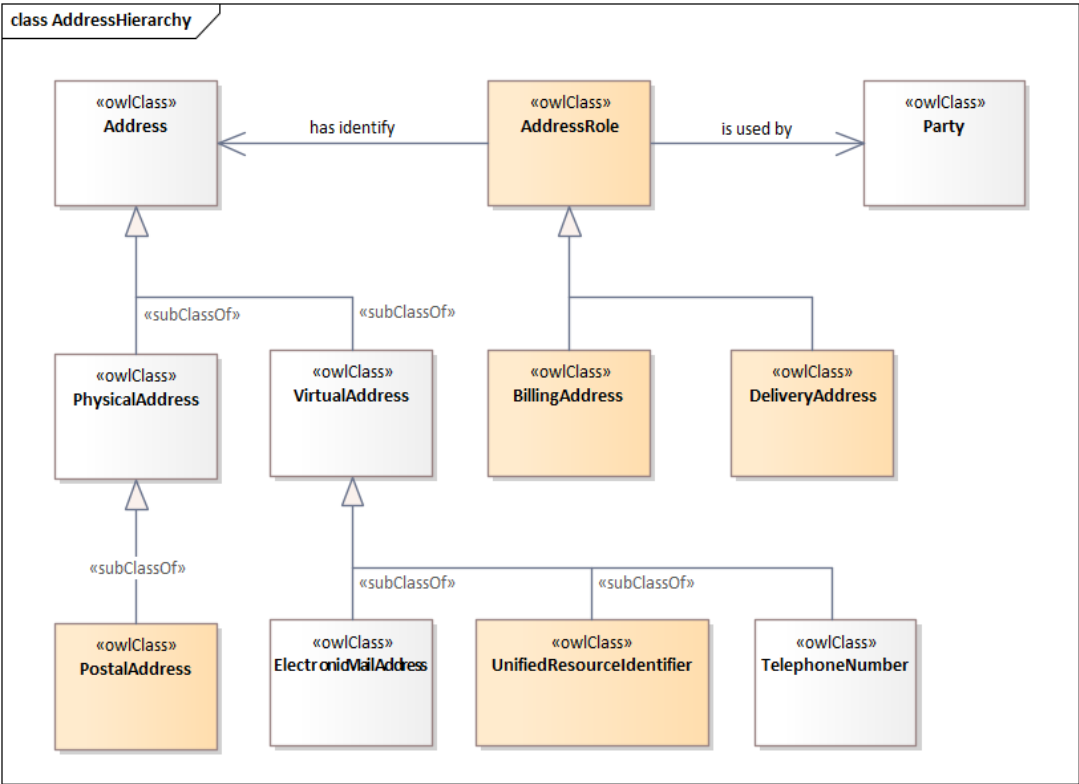 class AddressHierarchy
«owlClass»
Address
has identify
«owlClass»
AddressRole
is used by
«owlClass»
Party
«subClassOf»
«subClassOf»
«owlClass»
PhysicalAddress
«owlClass»
VirtualAddress
«owlClass»
BillingAddress
«owlClass»
DeliveryAddress
«subClassOf»
«subClassOf»
«subClassOf»
«owlClass»
PostalAddress
«owlClass»
ElectronicMailAddress
«owlClass»
UnifiedResourceIdentifier
«owlClass»
TelephoneNumber